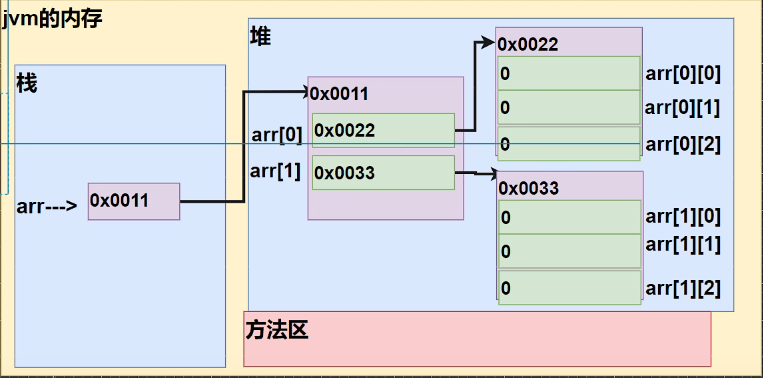 jvm的内存
栈
arr---> 0x0011
堆
0x0011
arr[0] 0x0022
arr[1] 0x0033
0x0022
0 arr[0][0]
0 arr[0][1]
0 arr[0][2]
0x0033
0 arr[1][0]
0 arr[1][1]
0 arr[1][2]
方法区